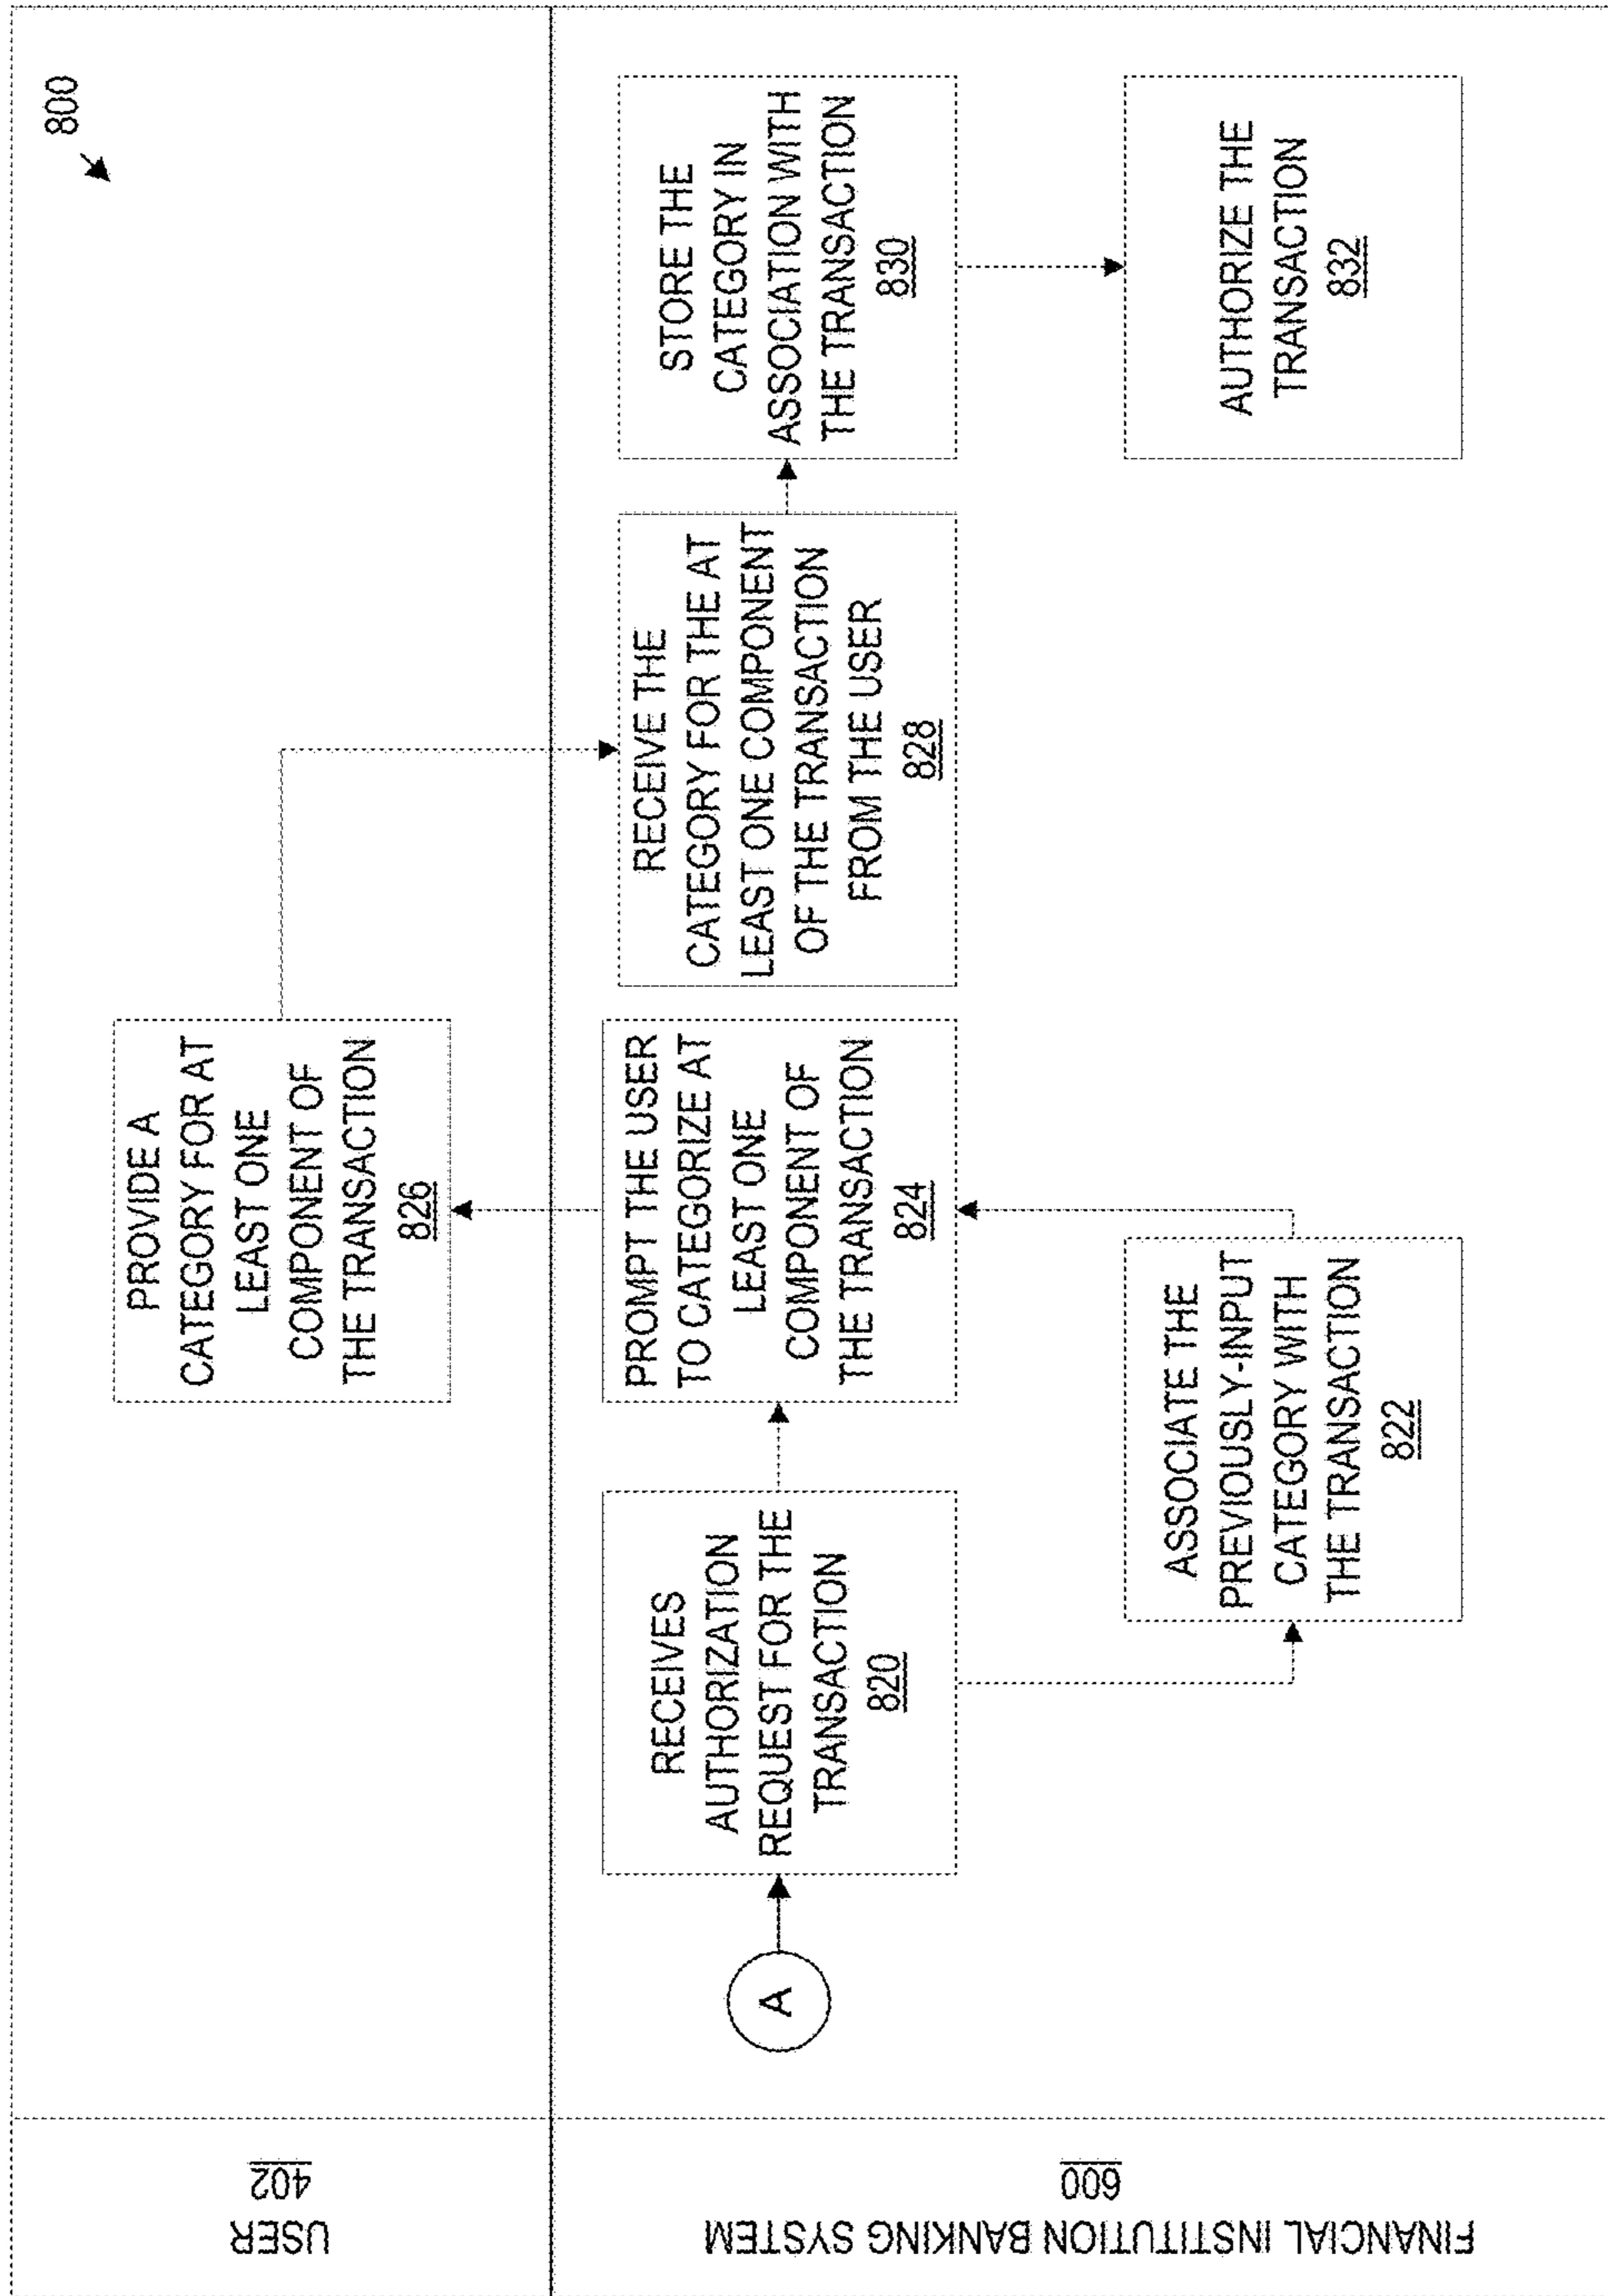 800
USER
402
PROVIDE A
CATEGORY FOR AT
LEAST ONE
COMPONENT OF
THE TRANSACTION
826
FINANCIAL INSTITUTION BANKING SYSTEM
600
A
RECEIVES
AUTHORIZATION
REQUEST FOR THE
TRANSACTION
820
PROMPT THE USER
TO CATEGORIZE AT
LEAST ONE
COMPONENT OF
THE TRANSACTION
824
RECEIVE THE
CATEGORY FOR THE AT
LEAST ONE COMPONENT
OF THE TRANSACTION
FROM THE USER
828
STORE THE
CATEGORY IN
ASSOCIATION WITH
THE TRANSACTION
830
ASSOCIATE THE
PREVIOUSLY-INPUT
CATEGORY WITH
THE TRANSACTION
822
AUTHORIZE THE
TRANSACTION
832